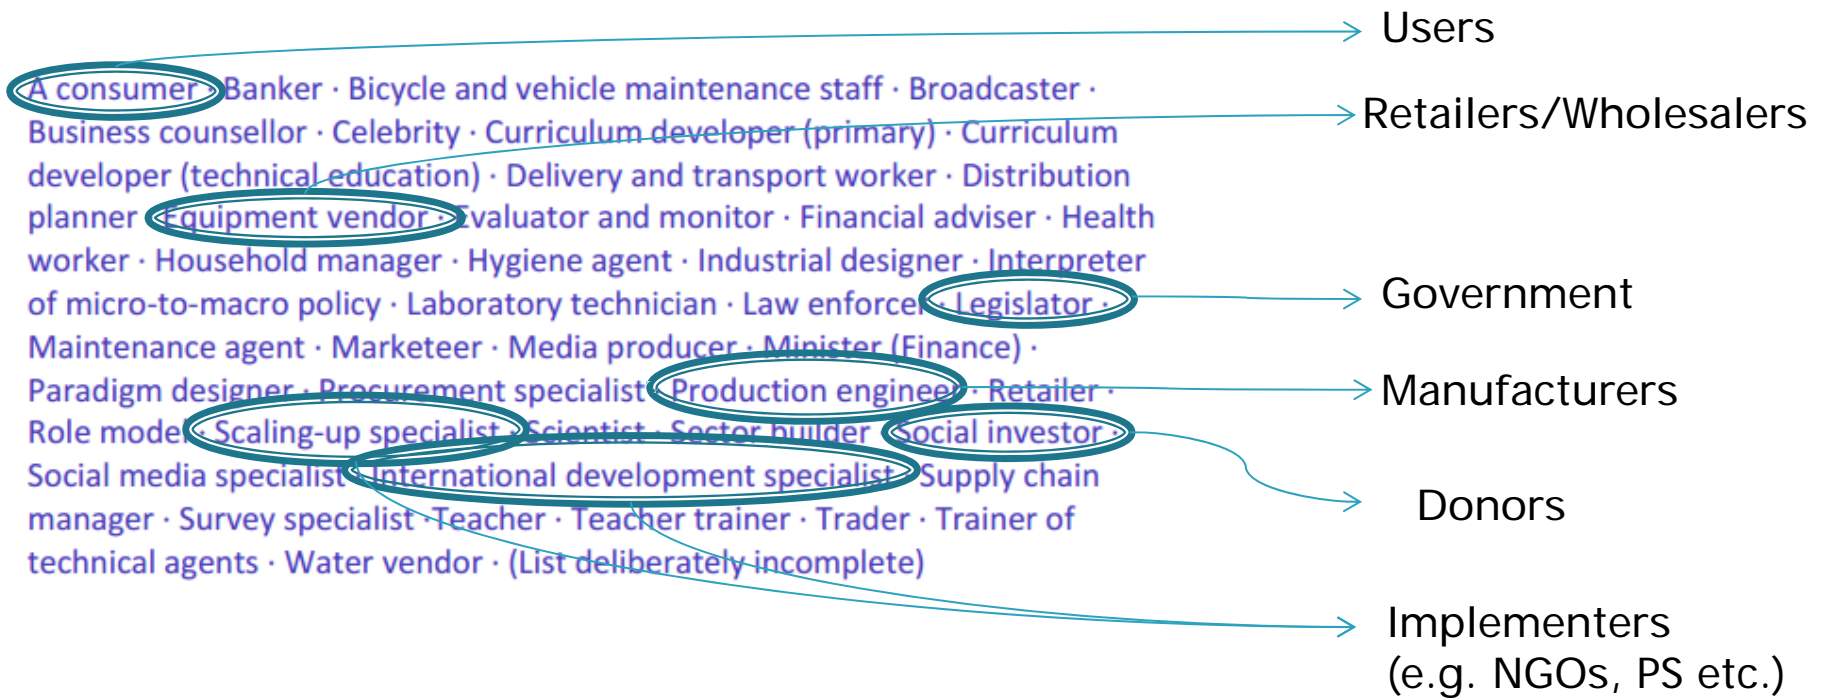 Users
A consumer · Banker · Bicycle and vehicle maintenance staff · Broadcaster ·
Retailers/Wholesalers
Business counsellor · Celebrity · Curriculum developer (primary) · Curriculum
developer (technical education) · Delivery and transport worker · Distribution
planner · Equipment vendor · Evaluator and monitor · Financial adviser · Health
worker · Household manager · Hygiene agent · Industrial designer · Interpreter
of micro-to-macro policy · Laboratory technician · Law enforcer · Legislator ·
Government
Maintenance agent · Marketeer · Media producer · Minister (Finance) ·
Paradigm designer · Procurement specialist · Production engineer · Retailer ·
Manufacturers
Role model · Scaling-up specialist · Scientist · Sector builder · Social investor ·
Social media specialist · International development specialist · Supply chain
Donors
manager · Survey specialist · Teacher · Teacher trainer · Trader · Trainer of
technical agents · Water vendor · (List deliberately incomplete)
Implementers
(e.g. NGOs, PS etc.)